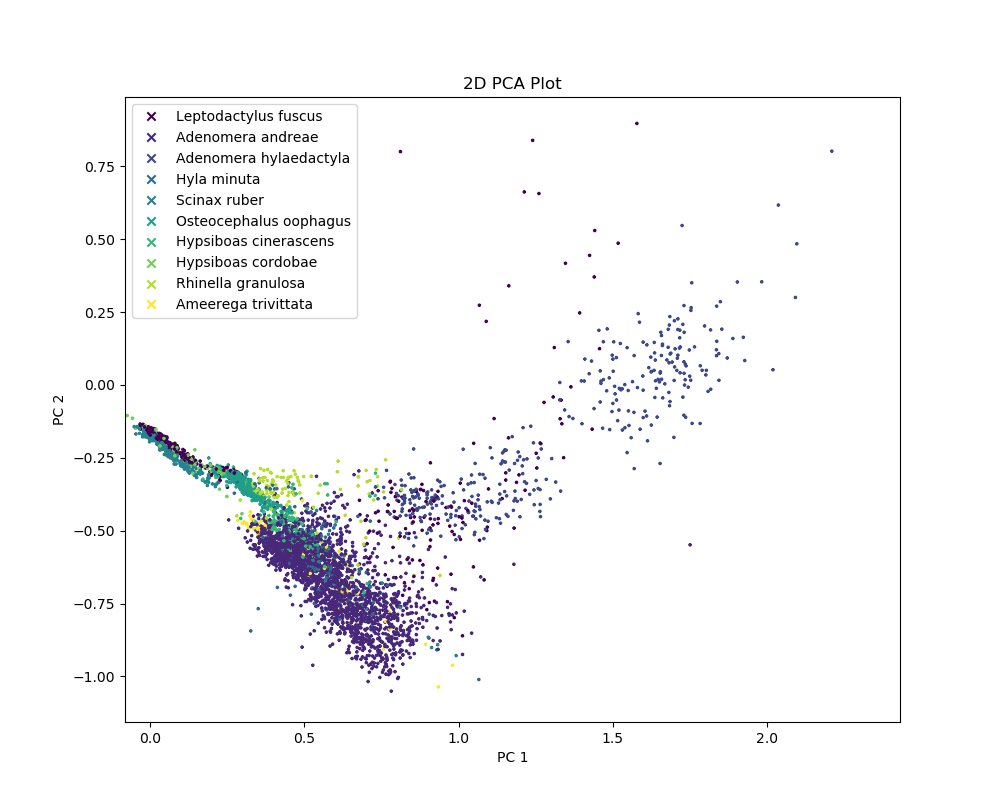 2D PCA Plot
Leptodactylus fuscus
Adenomera andreae
Adenomera hylaedactyla
Hyla minuta
Scinax ruber
Osteocephalus oophagus
Hypsiboas cinerascens
Hypsiboas cordobae
Rhinella granulosa
Ameerega trivittata
0.75
0.50
0.25
0.00
−0.25
−0.50
−0.75
−1.00
PC 2
0.0 0.5 1.0 1.5 2.0
PC 1